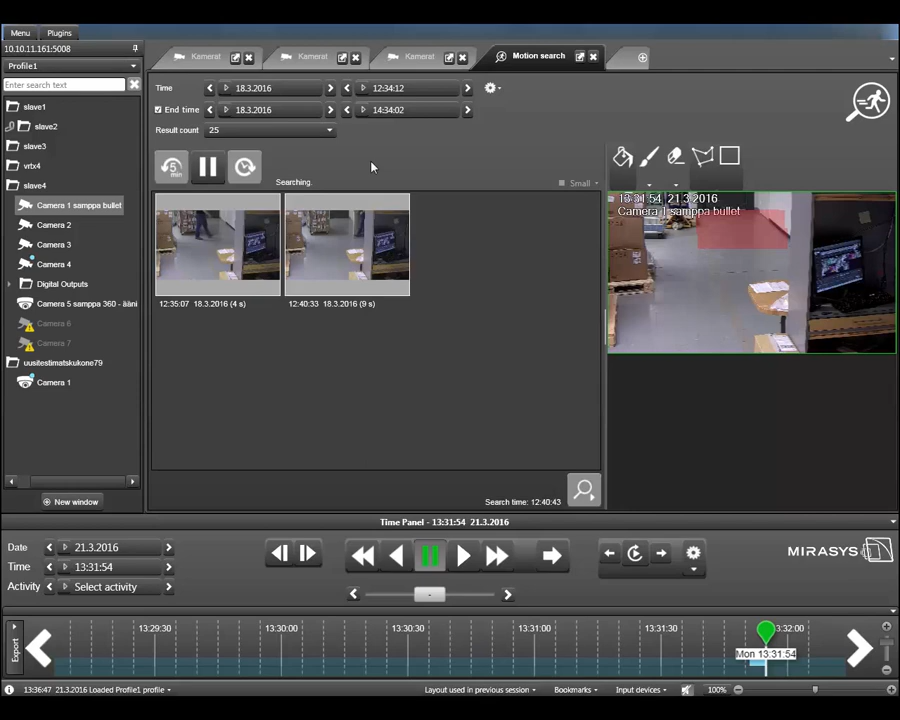 Menu Plugins
10.10.11.161:5008
Profile1
Enter search text
slave1
slave2
slave3
vrtx4
slave4
Camera 1 samppa bullet
Camera 2
Camera 3
Camera 4
Digital Outputs
Camera 5 samppa 360 - ääni
Camera 6
Camera 7
uusitestimatskukone79
Camera 1
New window
Kamerat Kamerat Kamerat Motion search
Time 18.3.2016 12:34:12
End time 18.3.2016 14:34:02
Result count 25
5 min
Searching.
Small
12:35:07 18.3.2016 (4 s) 12:40:33 18.3.2016 (9 s)
Search time: 12:40:43
13:31:54 21.3.2016
Camera 1 samppa bullet
Time Panel - 13:31:54 21.3.2016
Date 21.3.2016
Time 13:31:54
Activity Select activity
-
MIRASYS
Export
13:29:30 13:30:00 13:30:30 13:31:00 13:31:30 3:32:00
Mon 13:31:54
13:36:47 21.3.2016 Loaded Profile1 profile Layout used in previous session Bookmarks Input devices 100%